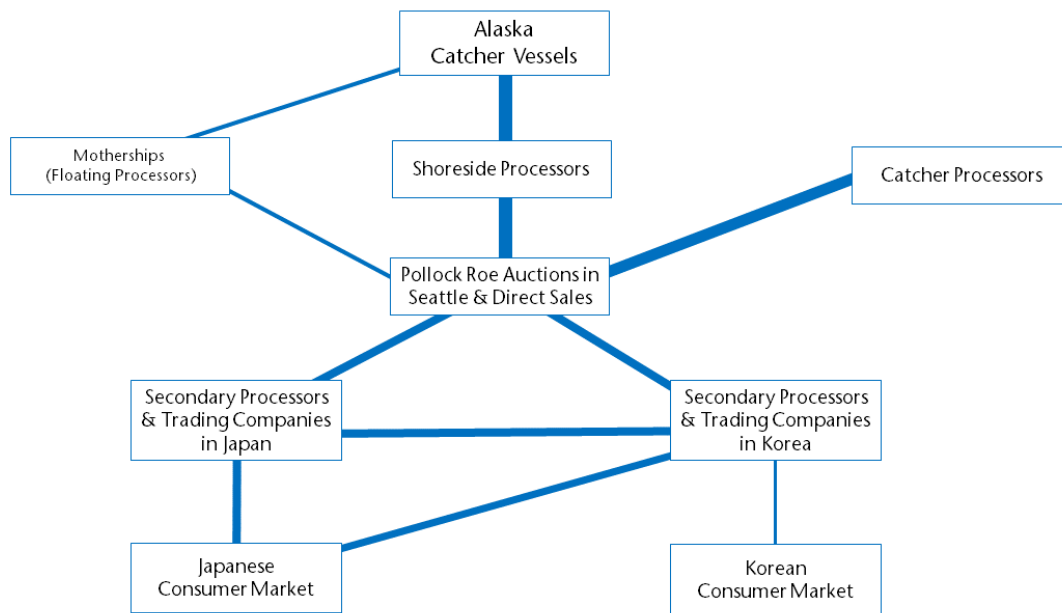 Alaska
Catcher Vessels
Motherships
(Floating Processors)
Shoreside Processors
Catcher Processors
Pollock Roe Auctions in
Seattle & Direct Sales
Secondary Processors
& Trading Companies
in Japan
Secondary Processors
& Trading Companies
in Korea
Japanese
Consumer Market
Korean
Consumer Market